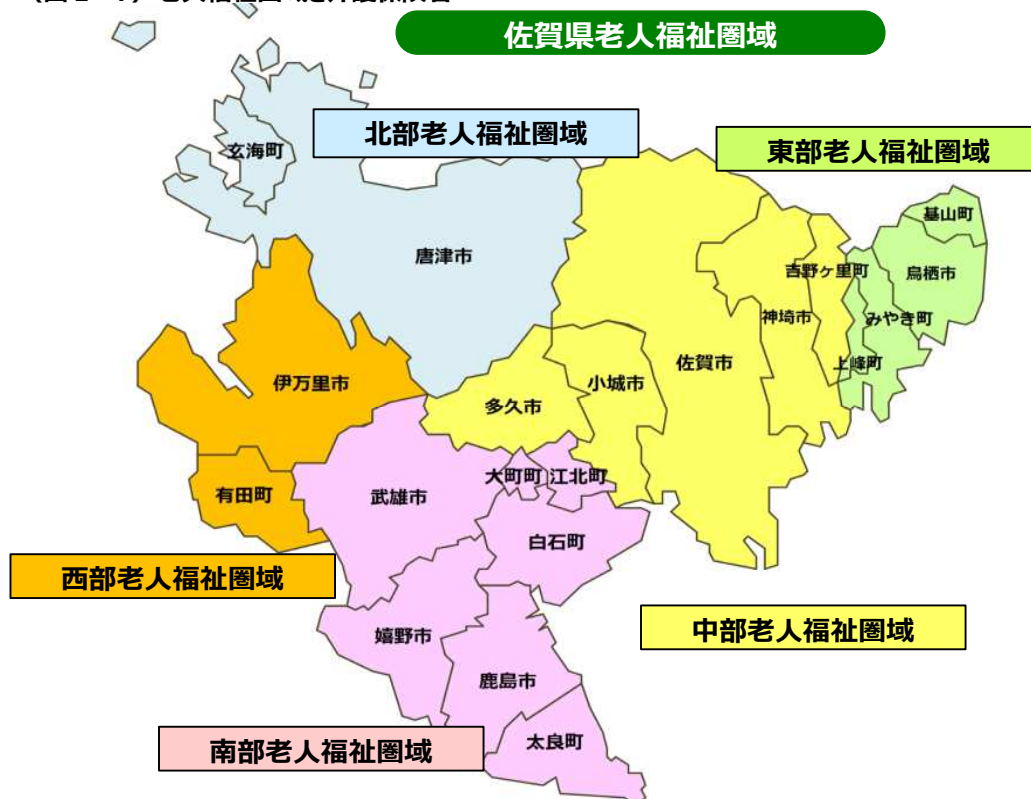 佐賀県老人福祉圏域
北部老人福祉圏域
東部老人福祉圏域
玄海町
基山町
唐津市
吉野ヶ里町
鳥栖市
神埼市
みやき町
佐賀市
上峰町
伊万里市
小城市
多久市
大町町
江北町
有田町
武雄市
白石町
西部老人福祉圏域
中部老人福祉圏域
嬉野市
鹿島市
南部老人福祉圏域
太良町